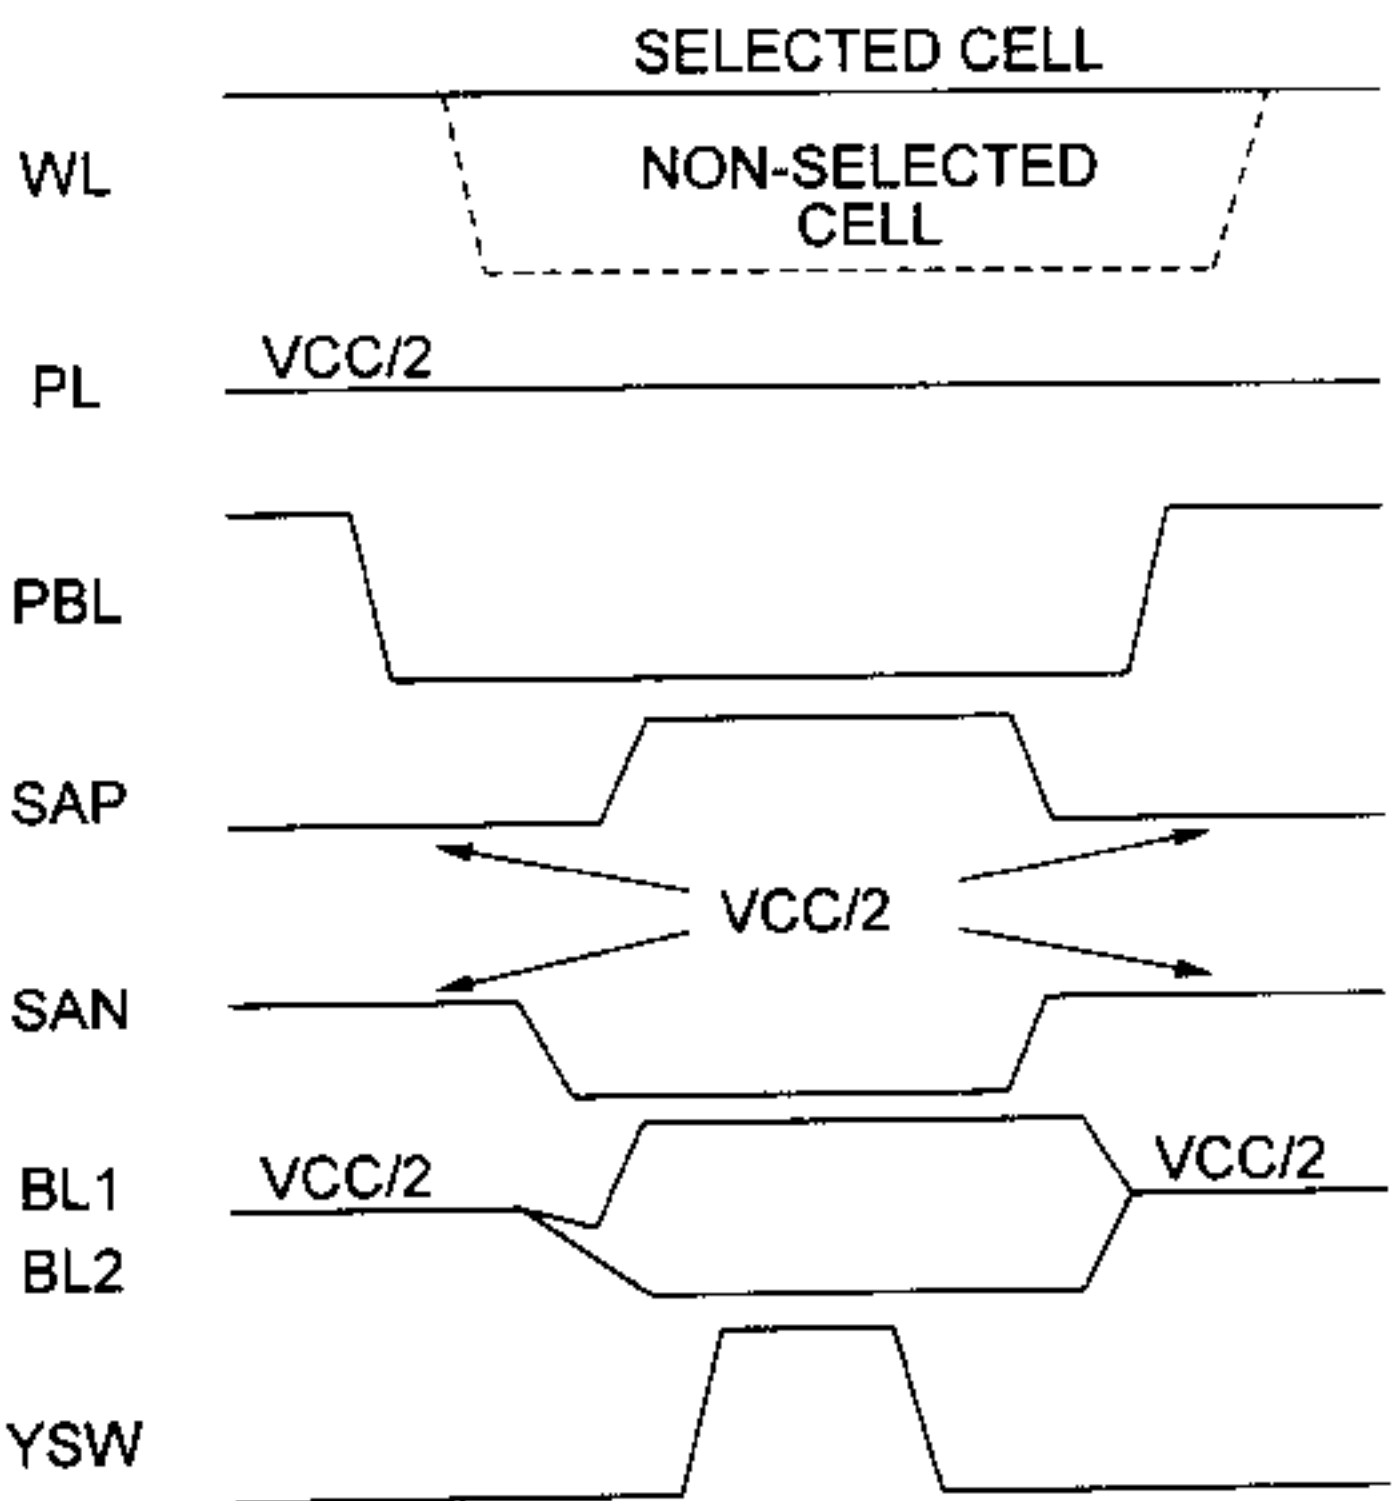 SELECTED CELL
WL
NON-SELECTED
CELL
VCC/2
PL
PBL
SAP
VCC/2
SAN
BL1
VCC/2
VCC/2
BL2
YSW